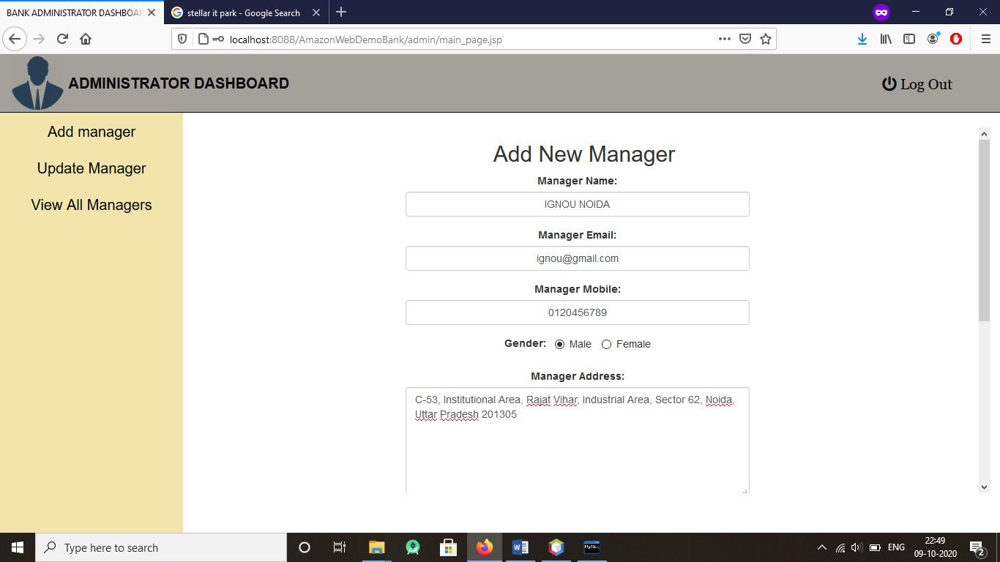 BANK ADMINISTRATOR DASHBOAR
stellar it park - Google Search
localhost:8088/AmazonWebDemoBank/admin/main_page.jsp
ADMINISTRATOR DASHBOARD
Log Out
Add manager
Update Manager
View All Managers
Add New Manager
Manager Name:
IGNOU NOIDA
Manager Email:
ignou@gmail.com
Manager Mobile:
0120456789
Gender: Male Female
Manager Address:
C-53, Institutional Area, Rajat Vihar, Industrial Area, Sector 62, Noida,
Uttar Pradesh 201305
Type here to search
MySQL
ENG
22:49
09-10-2020
2